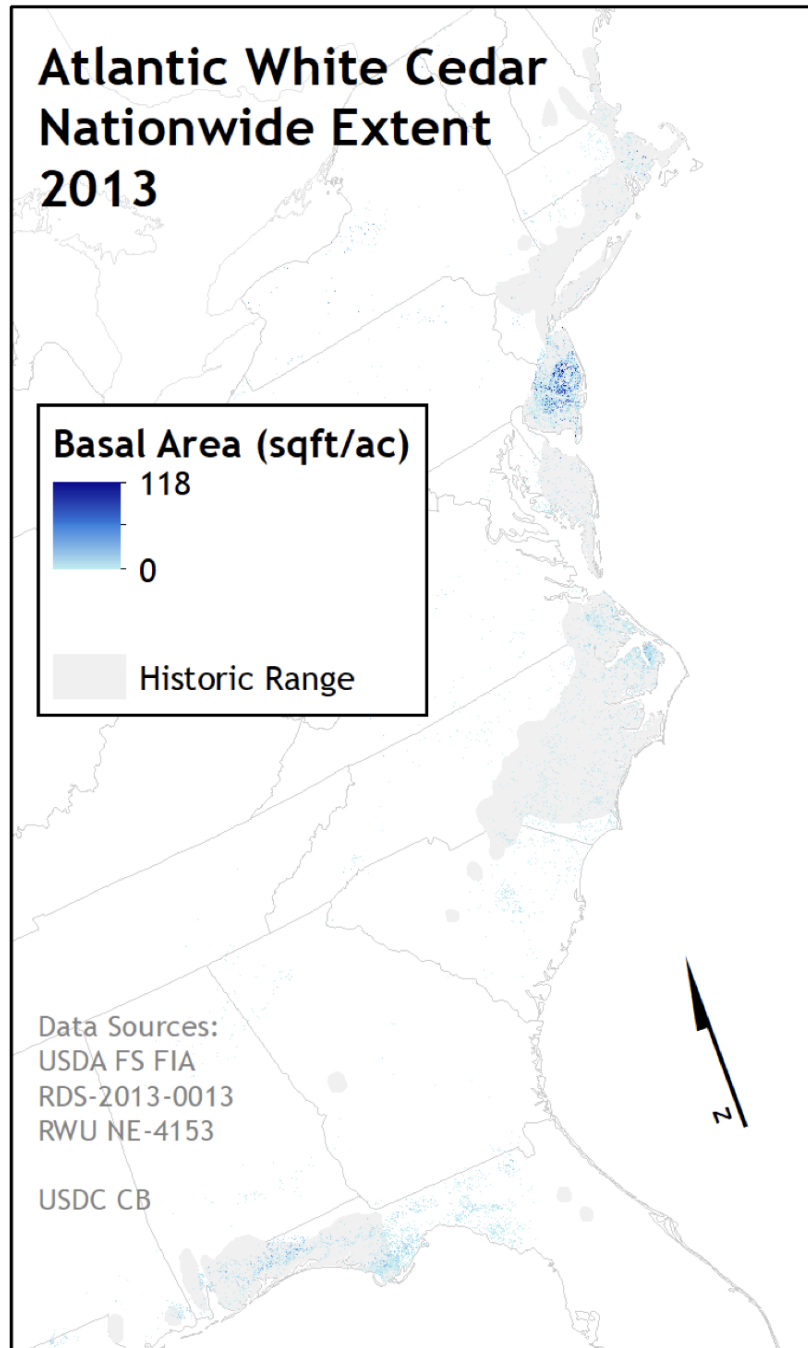 Atlantic White Cedar
Nationwide Extent
2013
Basal Area (sqft/ac)
118
0
Historic Range
Data Sources:
USDA FS FIA
RDS-2013-0013
RWU NE-4153
USDC CB
N